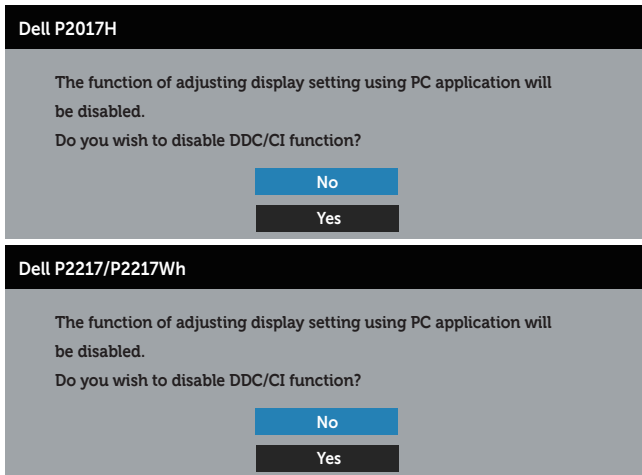 Dell P2017H
The function of adjusting display setting using PC application will
be disabled.
Do you wish to disable DDC/CI function?
No
Yes
Dell P2217/P2217Wh
The function of adjusting display setting using PC application will
be disabled.
Do you wish to disable DDC/CI function?
No
Yes